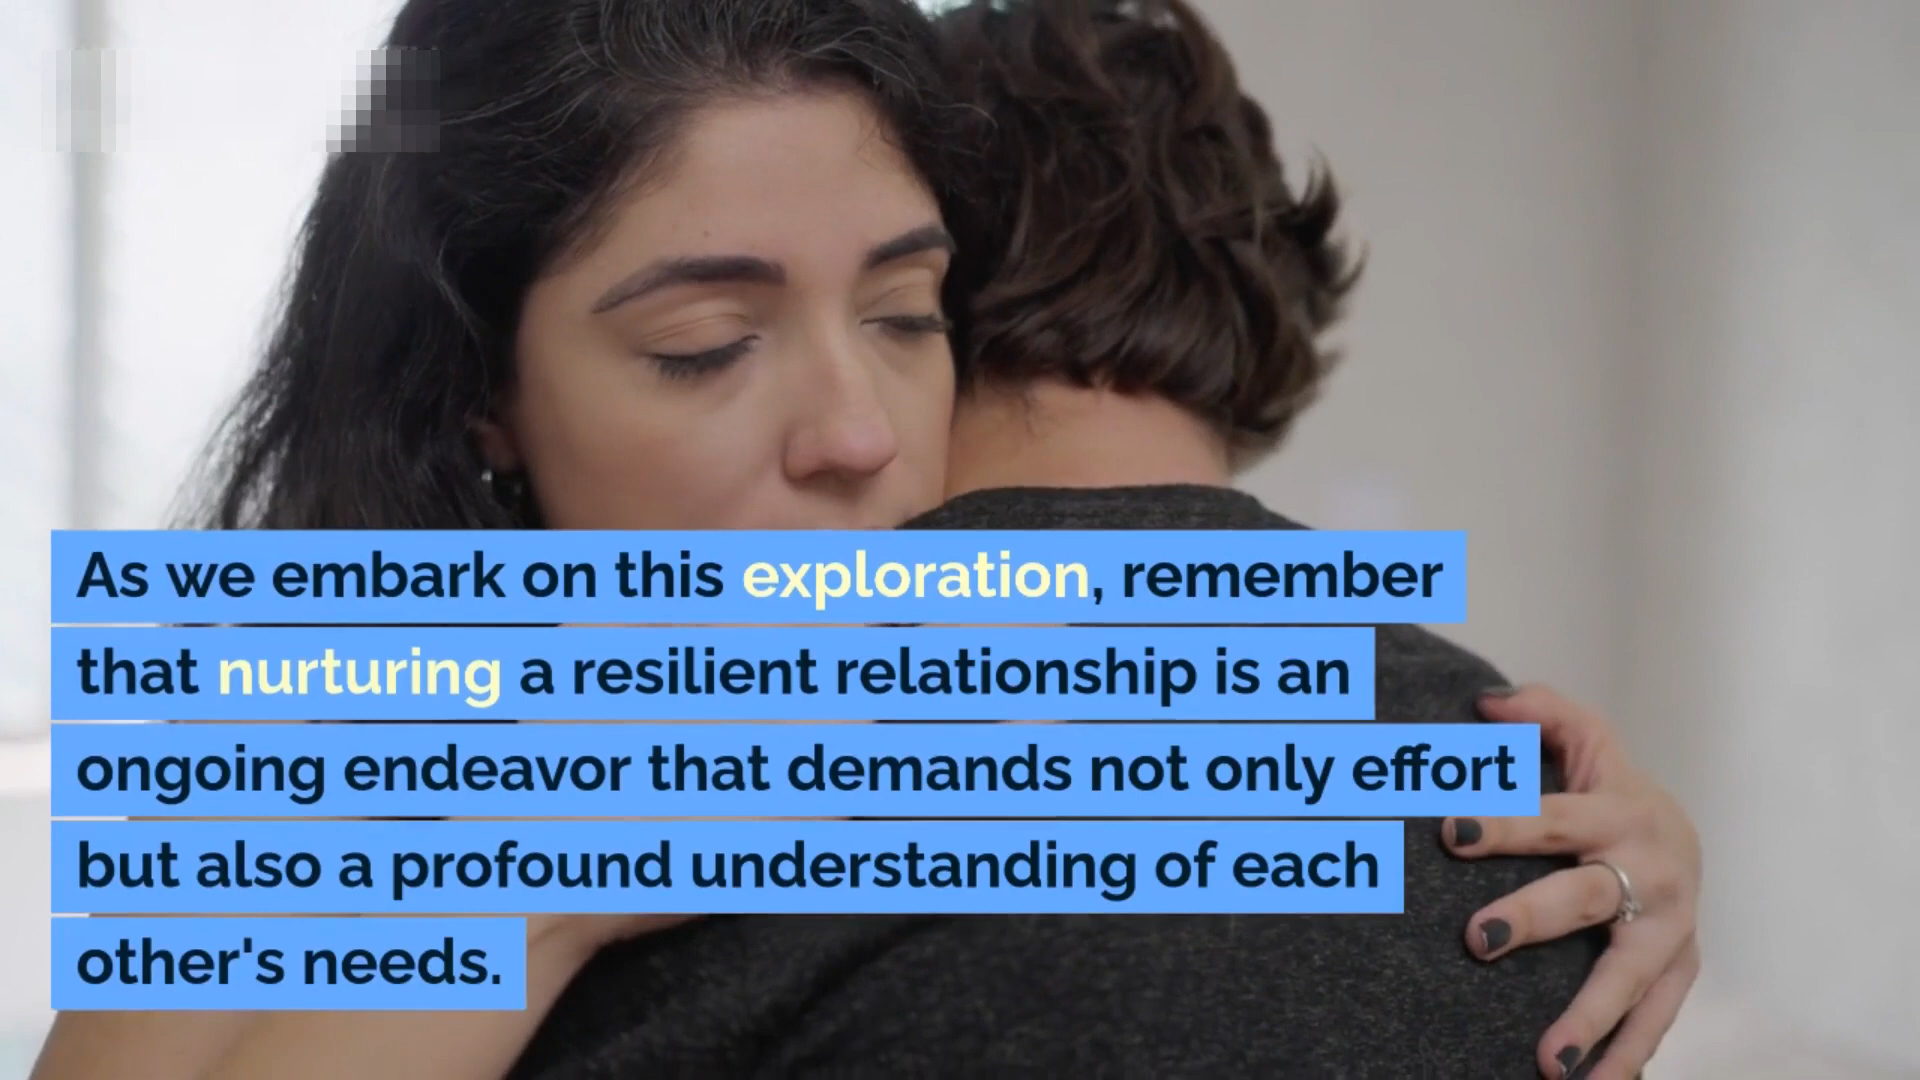 As we embark on this exploration, remember
that nurturing a resilient relationship is an
ongoing endeavor that demands not only effort
but also a profound understanding of each
other's needs.